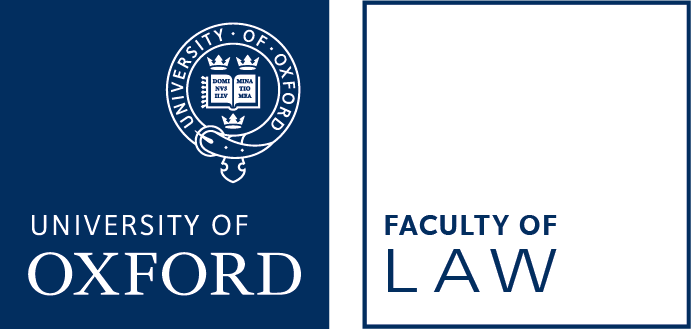 UNIVERSITY · OF · OXFORD
DOMI MINA
NVS TIO
ILLV MEA
UNIVERSITY OF
OXFORD
FACULTY OF
LAW